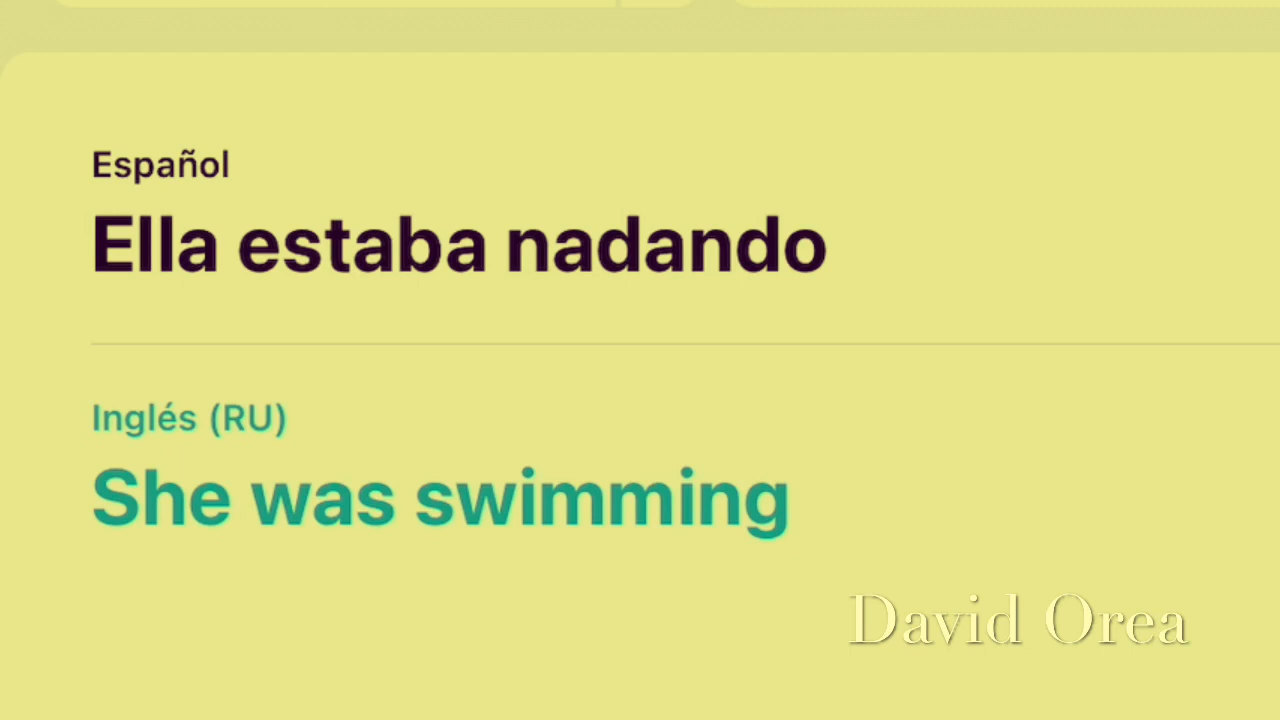 Español
Ella estaba nadando
Inglés (RU)
She was swimming
David Orea